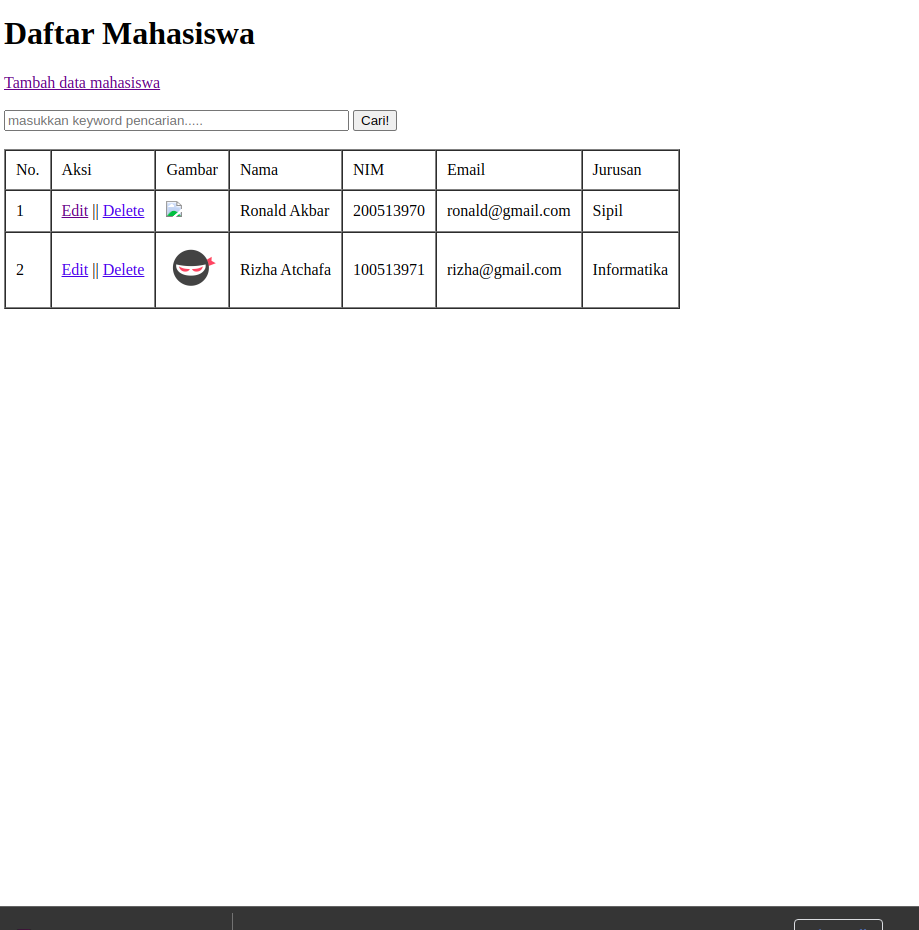 Daftar Mahasiswa
Tambah data mahasiswa
masukkan keyword pencarian..... Cari!
No. Aksi Gambar Nama NIM Email Jurusan
1 Edit || Delete Ronald Akbar 200513970 ronald@gmail.com Sipil
2 Edit || Delete Rizha Atchafa 100513971 rizha@gmail.com Informatika